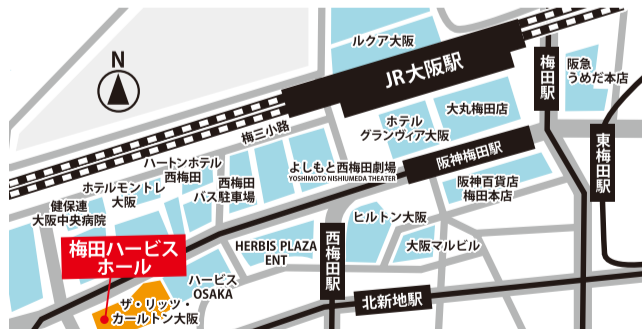 ルクア大阪
JR大阪駅
N
梅田駅
阪急
うめだ本店
大丸梅田店
梅三小路
ホテル
グランヴィア大阪
東梅田駅
阪神梅田駅
ハートンホテル
西梅田
よしもと西梅田劇場
YOSHIMOTO NISHIUMEDA THEATER
西梅田
バス駐車場
阪神百貨店
梅田本店
ホテルモントレ
大阪
健保連
大阪中央病院
ヒルトン大阪
梅田ハービス
ホール
HERBIS PLAZA
ENT
西梅田駅
大阪マルビル
ハービス
OSAKA
北新地駅
ザ・リッツ・
カールトン大阪